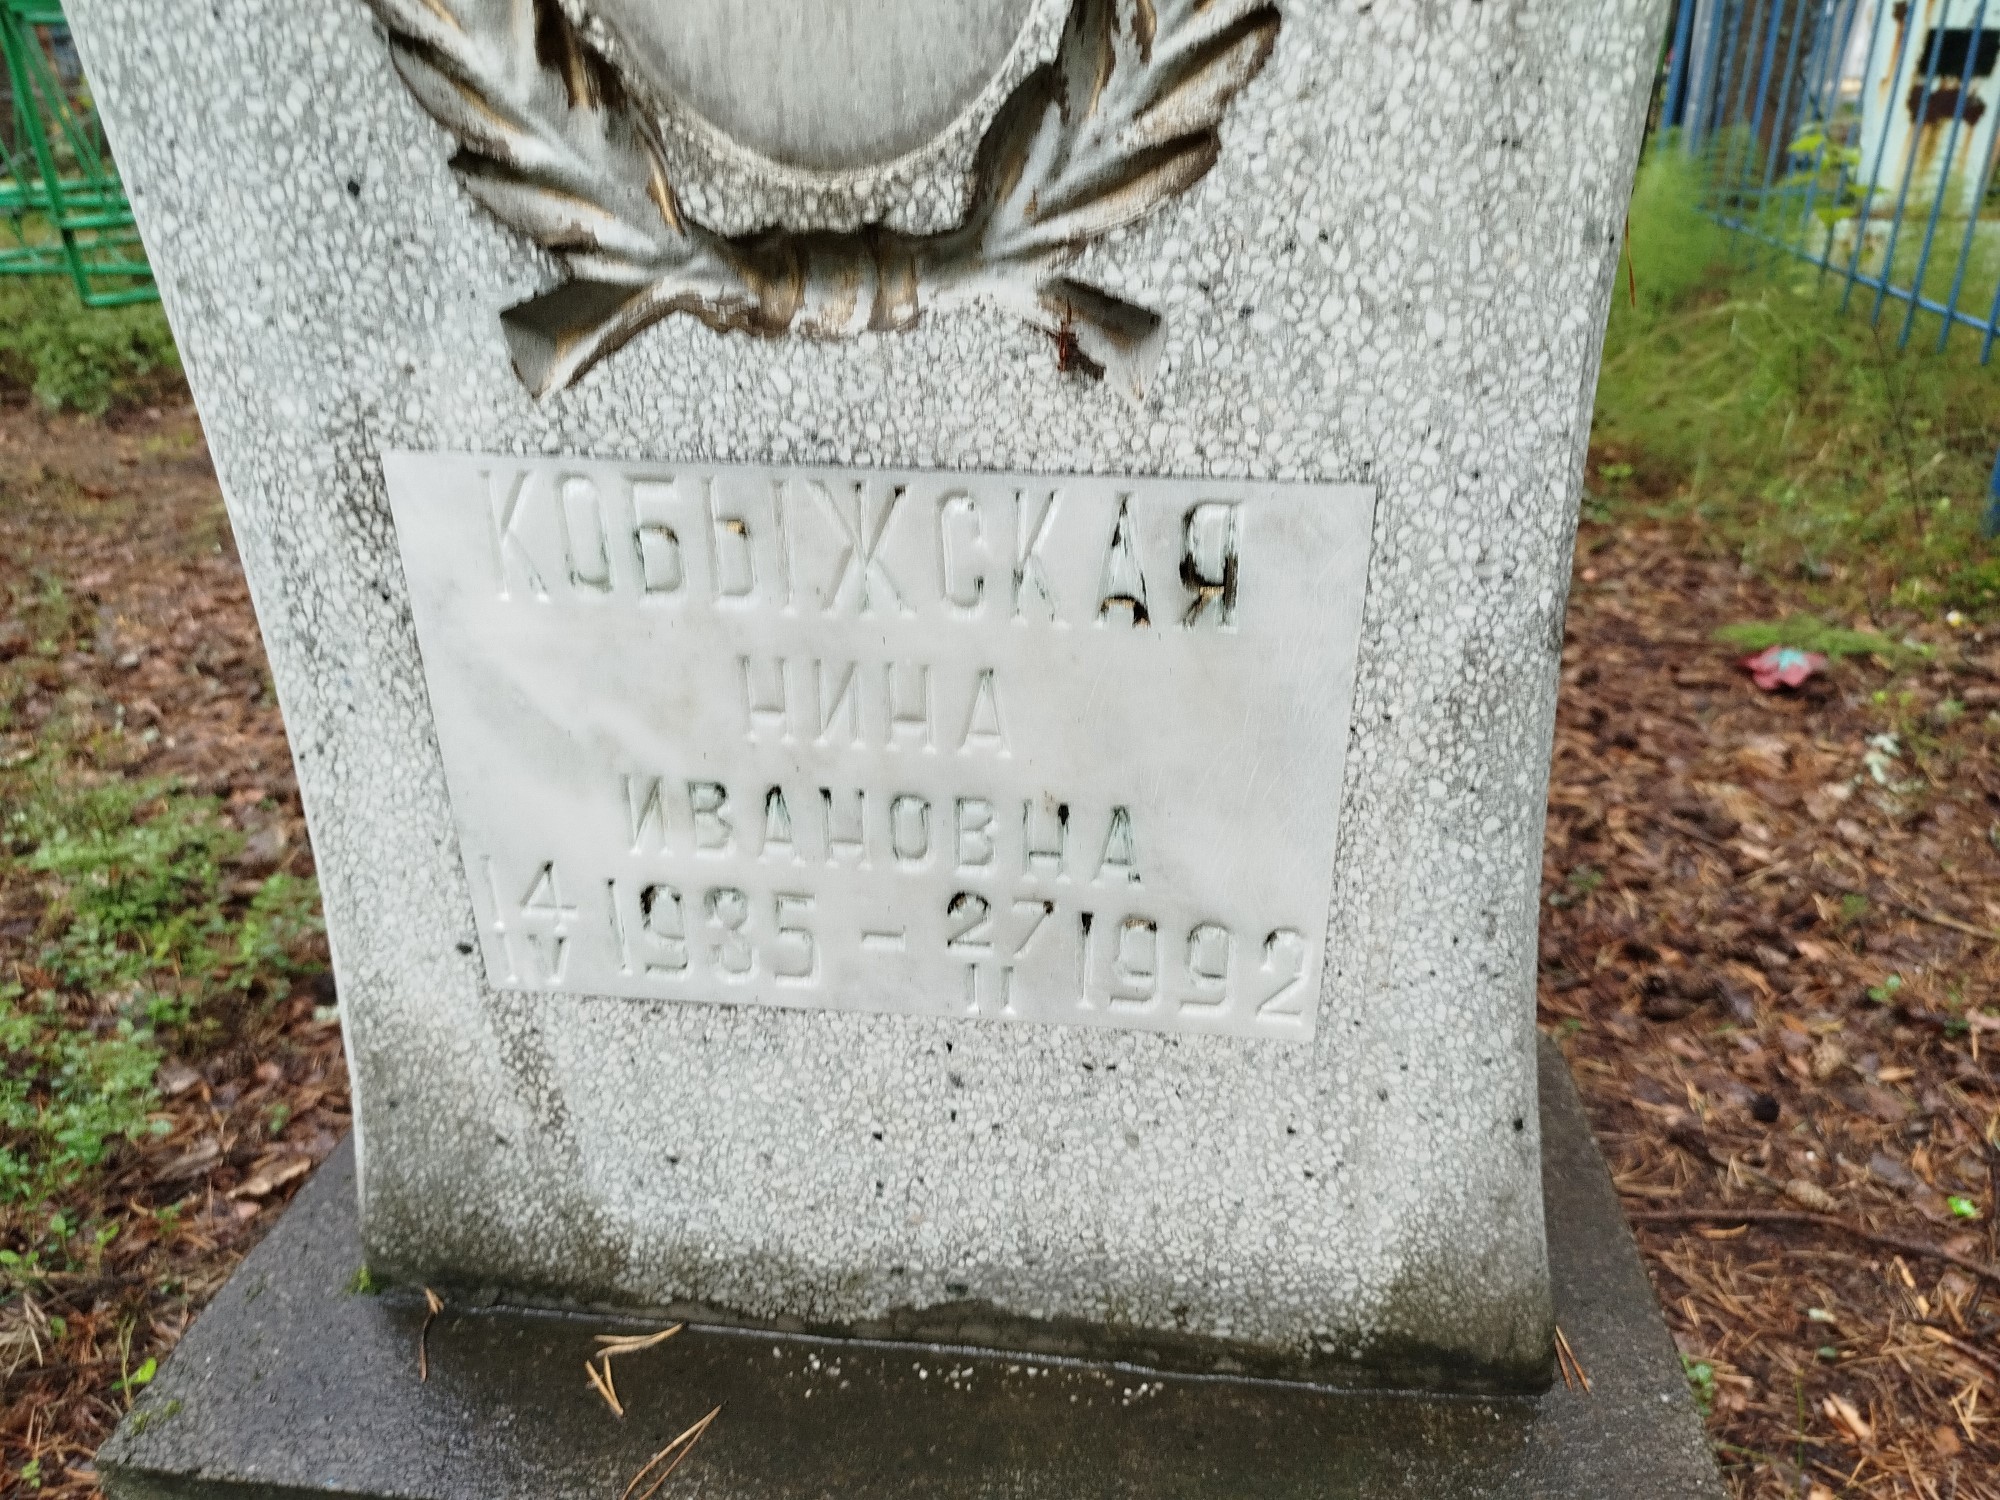 КОБЫЖСКАЯ
НИНА
ИВАНОВНА
14/IV 1985 - 27/II 1992